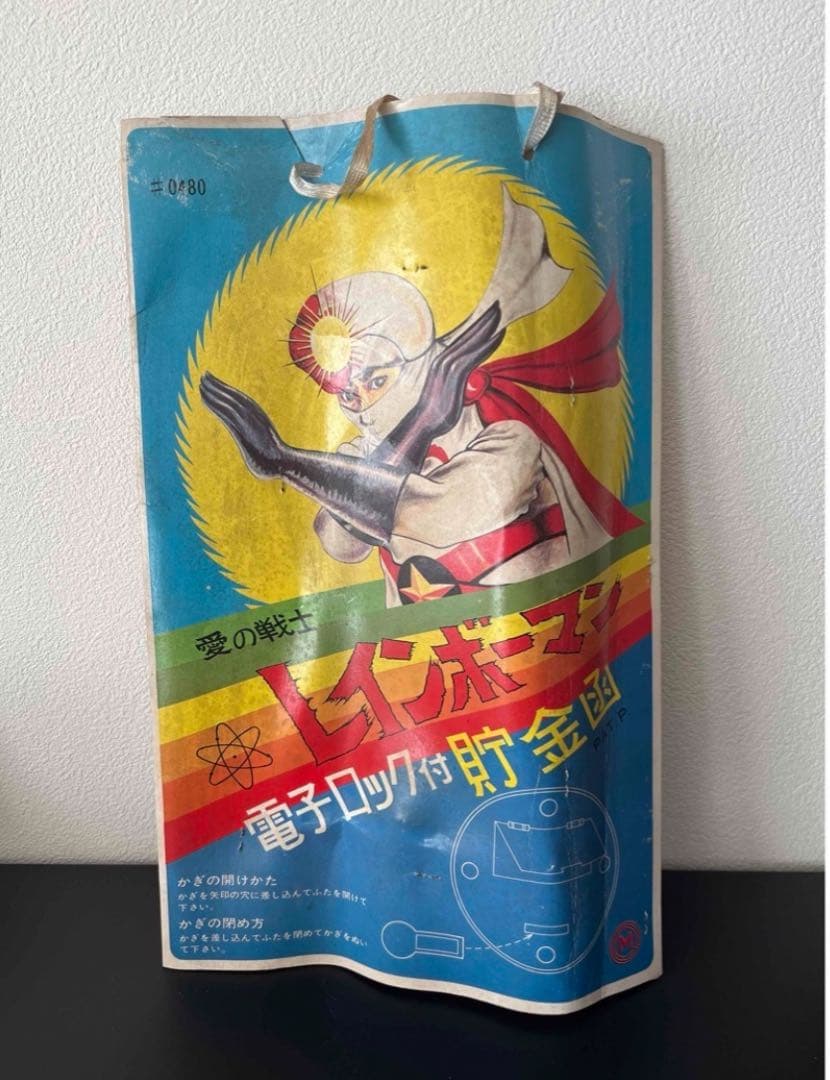 #0480
愛の戦士
レインボーマン
電子ロック付貯金函
PAT.P.
かぎの開けかた
かぎを矢印の穴に差し込んでふたを開けて
下さい。
かぎの閉め方
かぎを差し込んでふたを閉めてかぎをぬい
て下さい。
M